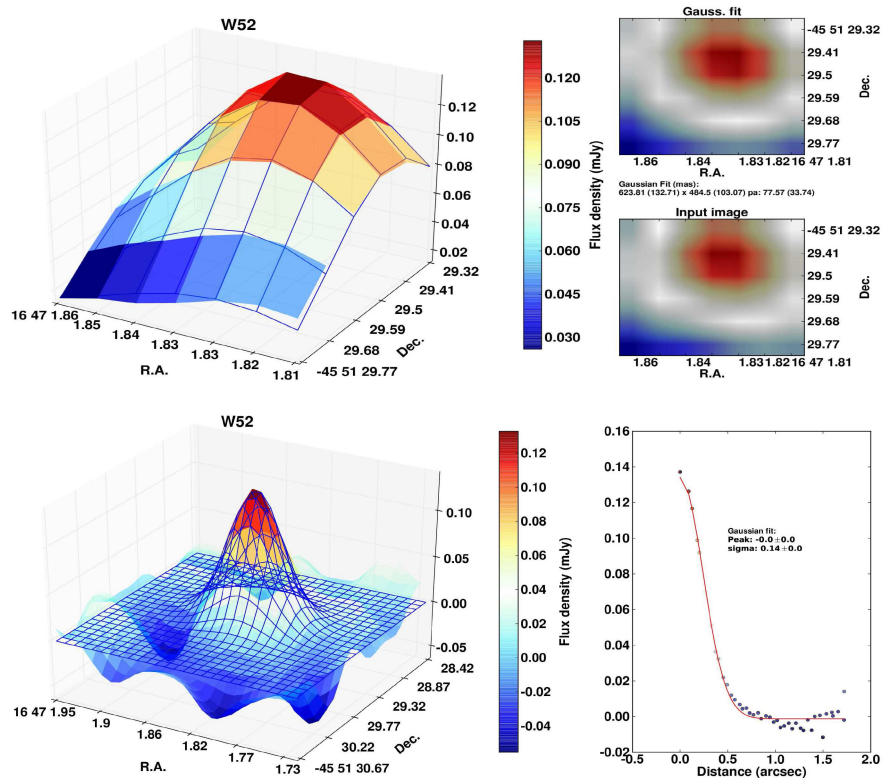 W52
0.12
0.10
0.08
0.06
0.04
0.02
29.32
29.41
29.5
29.59
29.68
-45 51 29.77
Dec.
16 47 1.86
1.85
1.84
1.83
1.83
1.82
1.81
R.A.
0.120
0.105
0.090
0.075
0.060
0.045
0.030
Flux density (mJy)
Gauss. fit
-45 51 29.32
29.41
29.5
29.59
29.68
29.77
Dec.
1.86
1.84
1.83
1.82
16 47 1.81
R.A.
Gaussian Fit (mas):
623.81 (132.71) x 484.5 (103.07) pa: 77.57 (33.74)
Input image
-45 51 29.32
29.41
29.5
29.59
29.68
29.77
Dec.
1.86
1.84
1.83
1.82
16 47 1.81
R.A.
W52
0.10
0.05
0.00
-0.05
28.42
28.87
29.32
29.77
30.22
-45 51 30.67
Dec.
16 47 1.95
1.9
1.86
1.82
1.77
1.73
R.A.
0.12
0.10
0.08
0.06
0.04
0.02
0.00
-0.02
-0.04
Flux density (mJy)
0.16
0.14
0.12
0.10
0.08
0.06
0.04
0.02
0.00
-0.02
Gaussian fit:
Peak: -0.0±0.0
sigma: 0.14±0.0
0.0
0.5
1.0
1.5
2.0
Distance (arcsec)